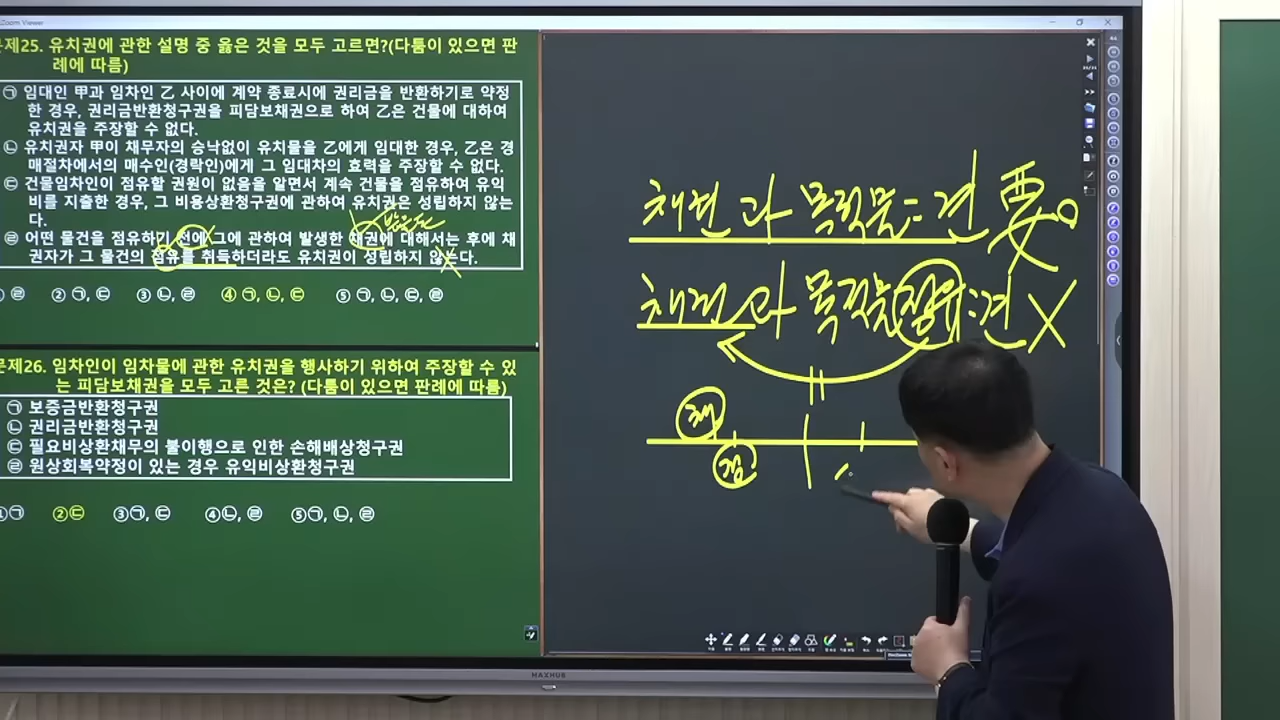 Zoom Viewer
문제25. 유치권에 관한 설명 중 옳은 것을 모두 고르면?(다툼이 있으면 판
례에 따름)
㉠ 임대인 甲과 임차인 乙 사이에 계약 종료시에 권리금을 반환하기로 약정
한 경우, 권리금반환청구권을 피담보채권으로 하여 乙은 건물에 대하여
유치권을 주장할 수 없다.
㉡ 유치권자 甲이 채무자의 승낙없이 유치물을 乙에게 임대한 경우, 乙은 경
매절차에서의 매수인(경락인)에게 그 임대차의 효력을 주장할 수 없다.
㉢ 건물임차인이 점유할 권원이 없음을 알면서 계속 건물을 점유하여 유익
비를 지출한 경우, 그 비용상환청구권에 관하여 유치권은 성립하지 않는
다.
㉣ 어떤 물건을 점유하기 전에 그에 관하여 발생한 채권에 대해서는 후에 채
권자가 그 물건의 점유를 취득하더라도 유치권이 성립하지 않는다.
㉣ ②㉠, ㉢ ③㉡, ㉣ ④㉠, ㉡, ㉢ ⑤㉠, ㉡, ㉢, ㉣
문제26. 임차인이 임차물에 관한 유치권을 행사하기 위하여 주장할 수 있
는 피담보채권을 모두 고른 것은? (다툼이 있으면 판례에 따름)
㉠ 보증금반환청구권
㉡ 권리금반환청구권
㉢ 필요비상환채무의 불이행으로 인한 손해배상청구권
㉣ 원상회복약정이 있는 경우 유익비상환청구권
①㉠ ②㉢ ③㉠, ㉢ ④㉡, ㉣ ⑤㉠, ㉡, ㉣
채권과 목적물:견 要○
채권과 목적물점유:견 X
채
점
MAXHUB